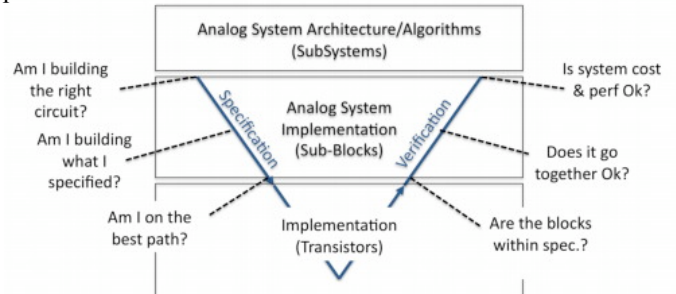 Analog System Architecture/Algorithms
(SubSystems)
Am I building
the right
circuit?
Is system cost
& perf Ok?
Specification
Analog System
Implementation
(Sub-Blocks)
Verification
Am I building
what I
specified?
Does it go
together Ok?
Am I on the
best path?
Implementation
(Transistors)
Are the blocks
within spec.?